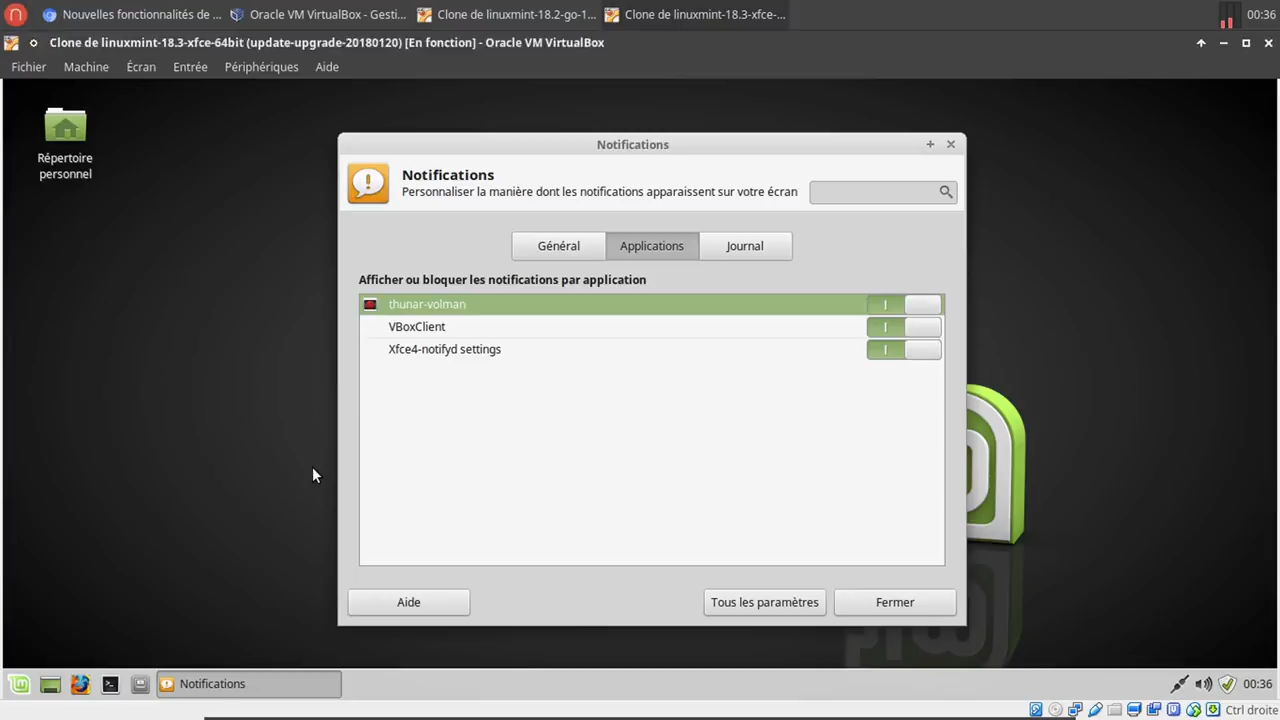 Nouvelles fonctionnalités de ...
Oracle VM VirtualBox - Gesti...
Clone de linuxmint-18.2-go-1...
Clone de linuxmint-18.3-xfce-...
00:36
Clone de linuxmint-18.3-xfce-64bit (update-upgrade-20180120) [En fonction] - Oracle VM VirtualBox
Fichier Machine Écran Entrée Périphériques Aide
Répertoire
personnel
Notifications
Notifications
Personnaliser la manière dont les notifications apparaissent sur votre écran
Général Applications Journal
Afficher ou bloquer les notifications par application
thunar-volman
VBoxClient
Xfce4-notifyd settings
Aide Tous les paramètres Fermer
Notifications
00:36
Ctrl droite